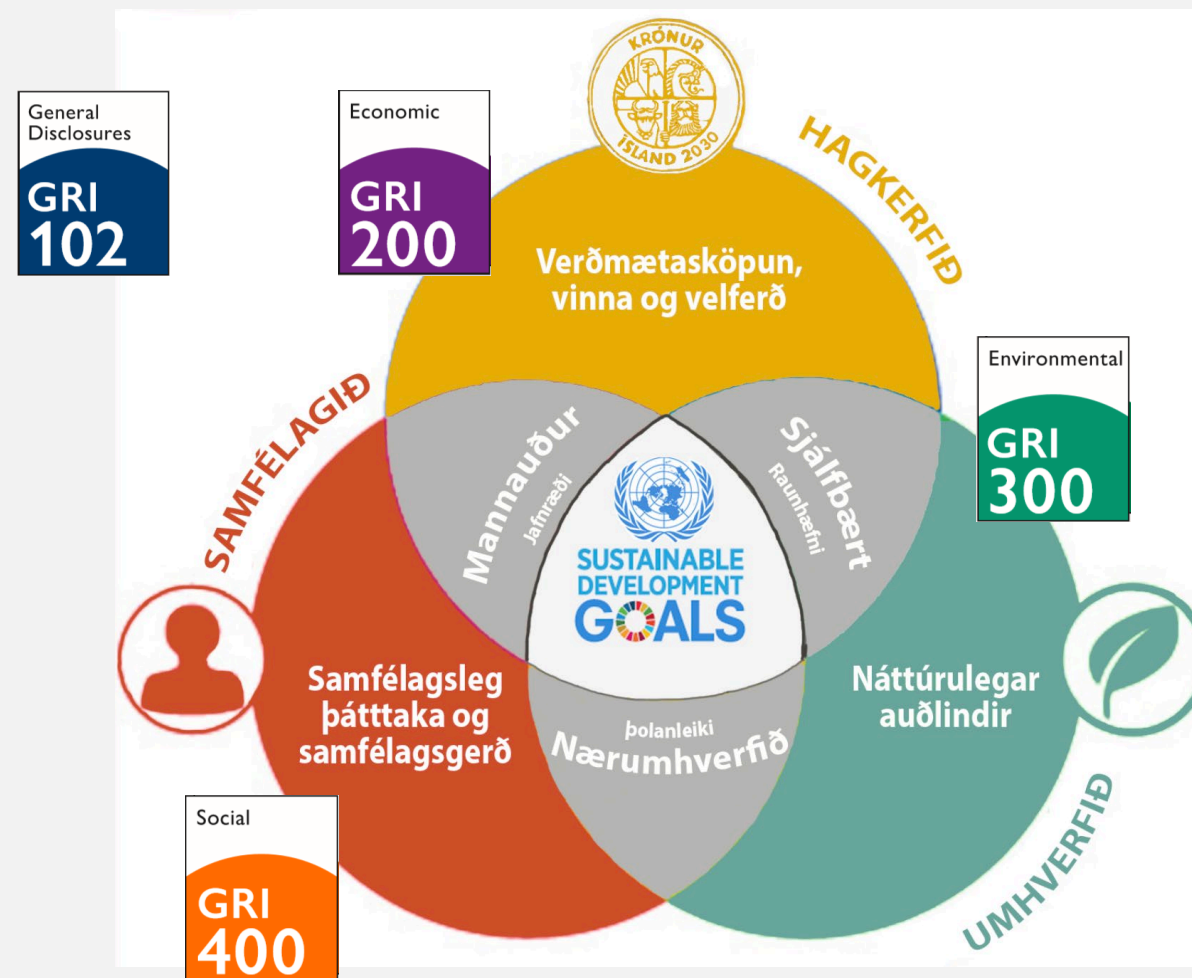 KRÓNUR
ÍSLAND 2030
General
Disclosures
GRI
102
Economic
GRI
200
HAGKERFIÐ
Verðmætasköpun,
vinna og velferð
Environmental
GRI
300
SAMFÉLAGIÐ
Mannauður
Jafnræði
Sjálfbært
Raunhæfni
SUSTAINABLE
DEVELOPMENT
GOALS
Samfélagsleg
þátttaka og
samfélagsgerð
Náttúrulegar
auðlindir
þolanleiki
Nærumhverfið
UMHVERFIÐ
Social
GRI
400